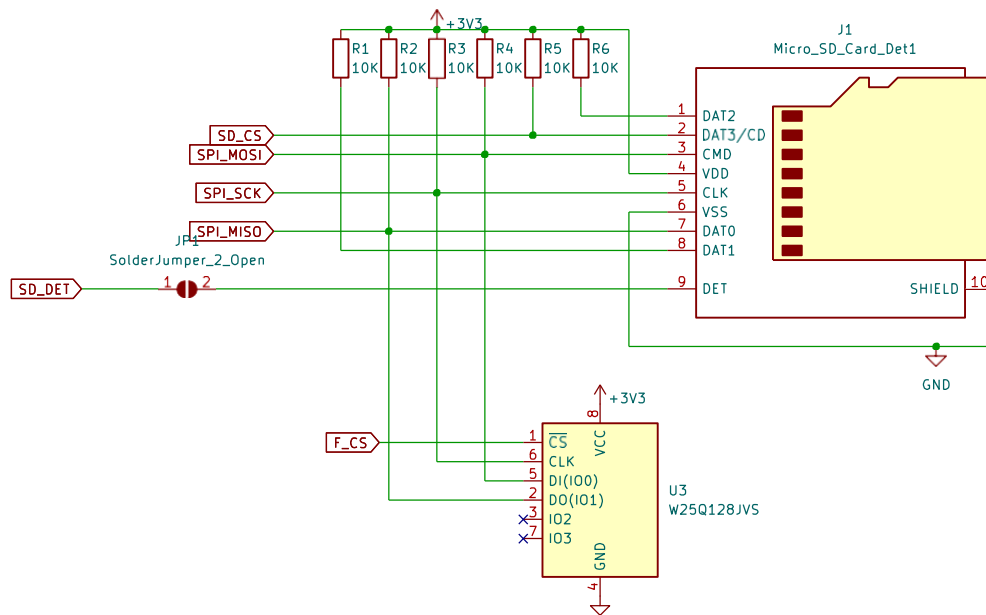 J1
Micro_SD_Card_Det1
+3V3
R1
10K
R2
10K
R3
10K
R4
10K
R5
10K
R6
10K
1 DAT2
SD_CS
2 DAT3/CD
SPI_MOSI
3 CMD
4 VDD
SPI_SCK
5 CLK
6 VSS
SPI_MISO
7 DAT0
JP1
8 DAT1
SolderJumper_2_Open
SD_DET
1 2
9 DET
SHIELD 10
GND
+3V3
8
VCC
F_CS
1 CS
6 CLK
5 DI(IO0)
2 DO(IO1)
3 IO2
7 IO3
GND
4
U3
W25Q128JVS